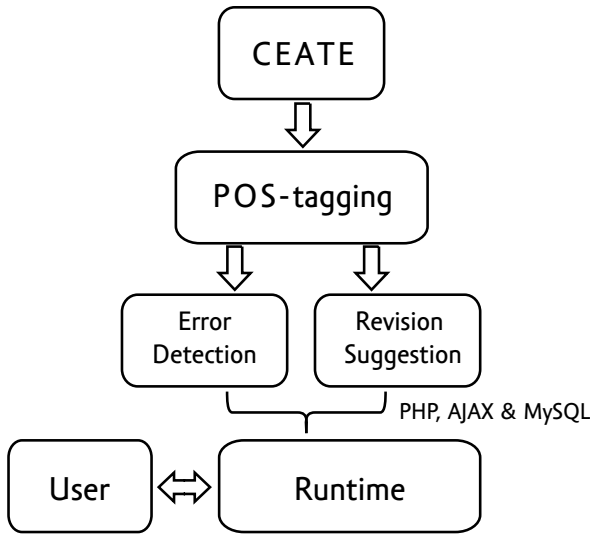 CEATE
POS-tagging
Error
Detection
Revision
Suggestion
PHP, AJAX & MySQL
User
Runtime